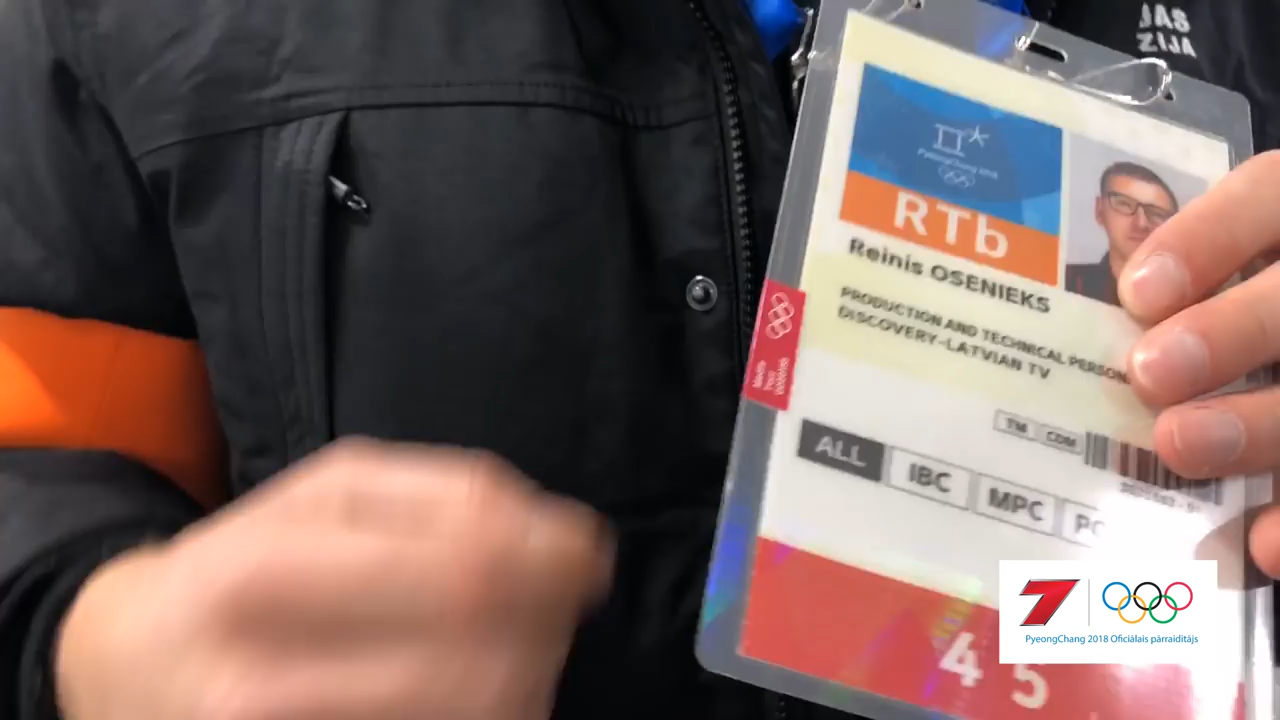 JAS
ZIJA
PyeongChang 2018
RTb
Reinis OSENIEKS
PRODUCTION AND TECHNICAL
DISCOVERY-LATVIAN TV
TM CDM
ALL IBC MPC
4 5
7
PyeongChang 2018 Oficiālais pārraidītājs